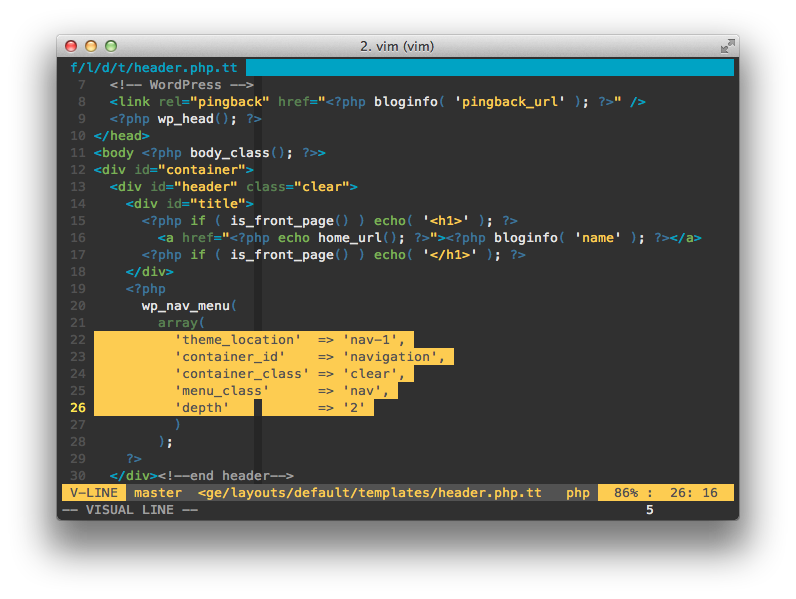 2. vim (vim)
f/l/d/t/header.php.tt
7     <!-- WordPress -->
8     <link rel="pingback" href="<?php bloginfo( 'pingback_url' ); ?>" />
9     <?php wp_head(); ?>
10 </head>
11 <body <?php body_class(); ?>>
12 <div id="container">
13   <div id="header" class="clear">
14     <div id="title">
15       <?php if ( is_front_page() ) echo( '<h1>' ); ?>
16         <a href="<?php echo home_url(); ?>"><?php bloginfo( 'name' ); ?></a>
17       <?php if ( is_front_page() ) echo( '</h1>' ); ?>
18     </div>
19     <?php
20       wp_nav_menu(
21         array(
22           'theme_location'  => 'nav-1',
23           'container_id'    => 'navigation',
24           'container_class' => 'clear',
25           'menu_class'      => 'nav',
26           'depth'           => '2'
27           )
28         );
29     ?>
30   </div><!--end header-->
V-LINE master <ge/layouts/default/templates/header.php.tt php 86% : 26: 16
-- VISUAL LINE -- 5